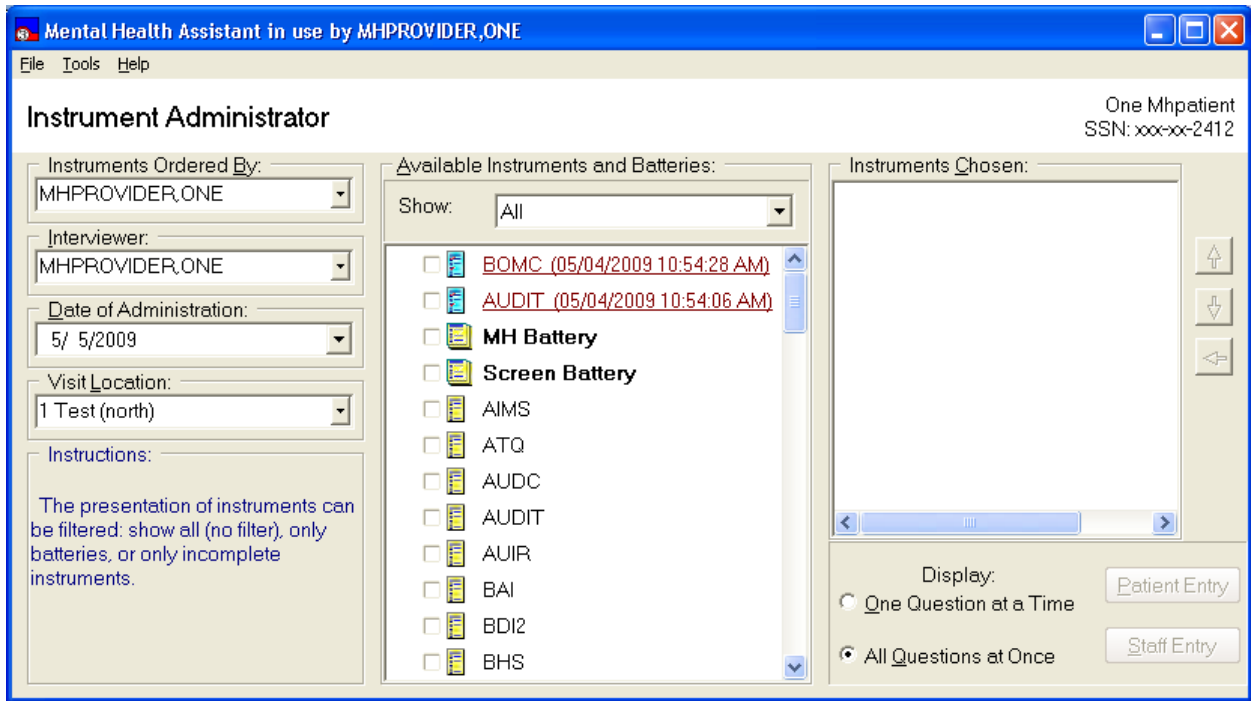 Mental Health Assistant in use by MHPROVIDER,ONE
File Tools Help
Instrument Administrator
One Mhpatient
SSN: xxx-xx-2412
Instruments Ordered By:
MHPROVIDER,ONE
Interviewer:
MHPROVIDER,ONE
Date of Administration:
5/ 5/2009
Visit Location:
1 Test (north)
Instructions:
The presentation of instruments can
be filtered: show all (no filter), only
batteries, or only incomplete
instruments.
Available Instruments and Batteries:
Show: All
BOMC (05/04/2009 10:54:28 AM)
AUDIT (05/04/2009 10:54:06 AM)
MH Battery
Screen Battery
AIMS
ATQ
AUDC
AUDIT
AUIR
BAI
BDI2
BHS
Instruments Chosen:
Display:
One Question at a Time
All Questions at Once
Patient Entry
Staff Entry